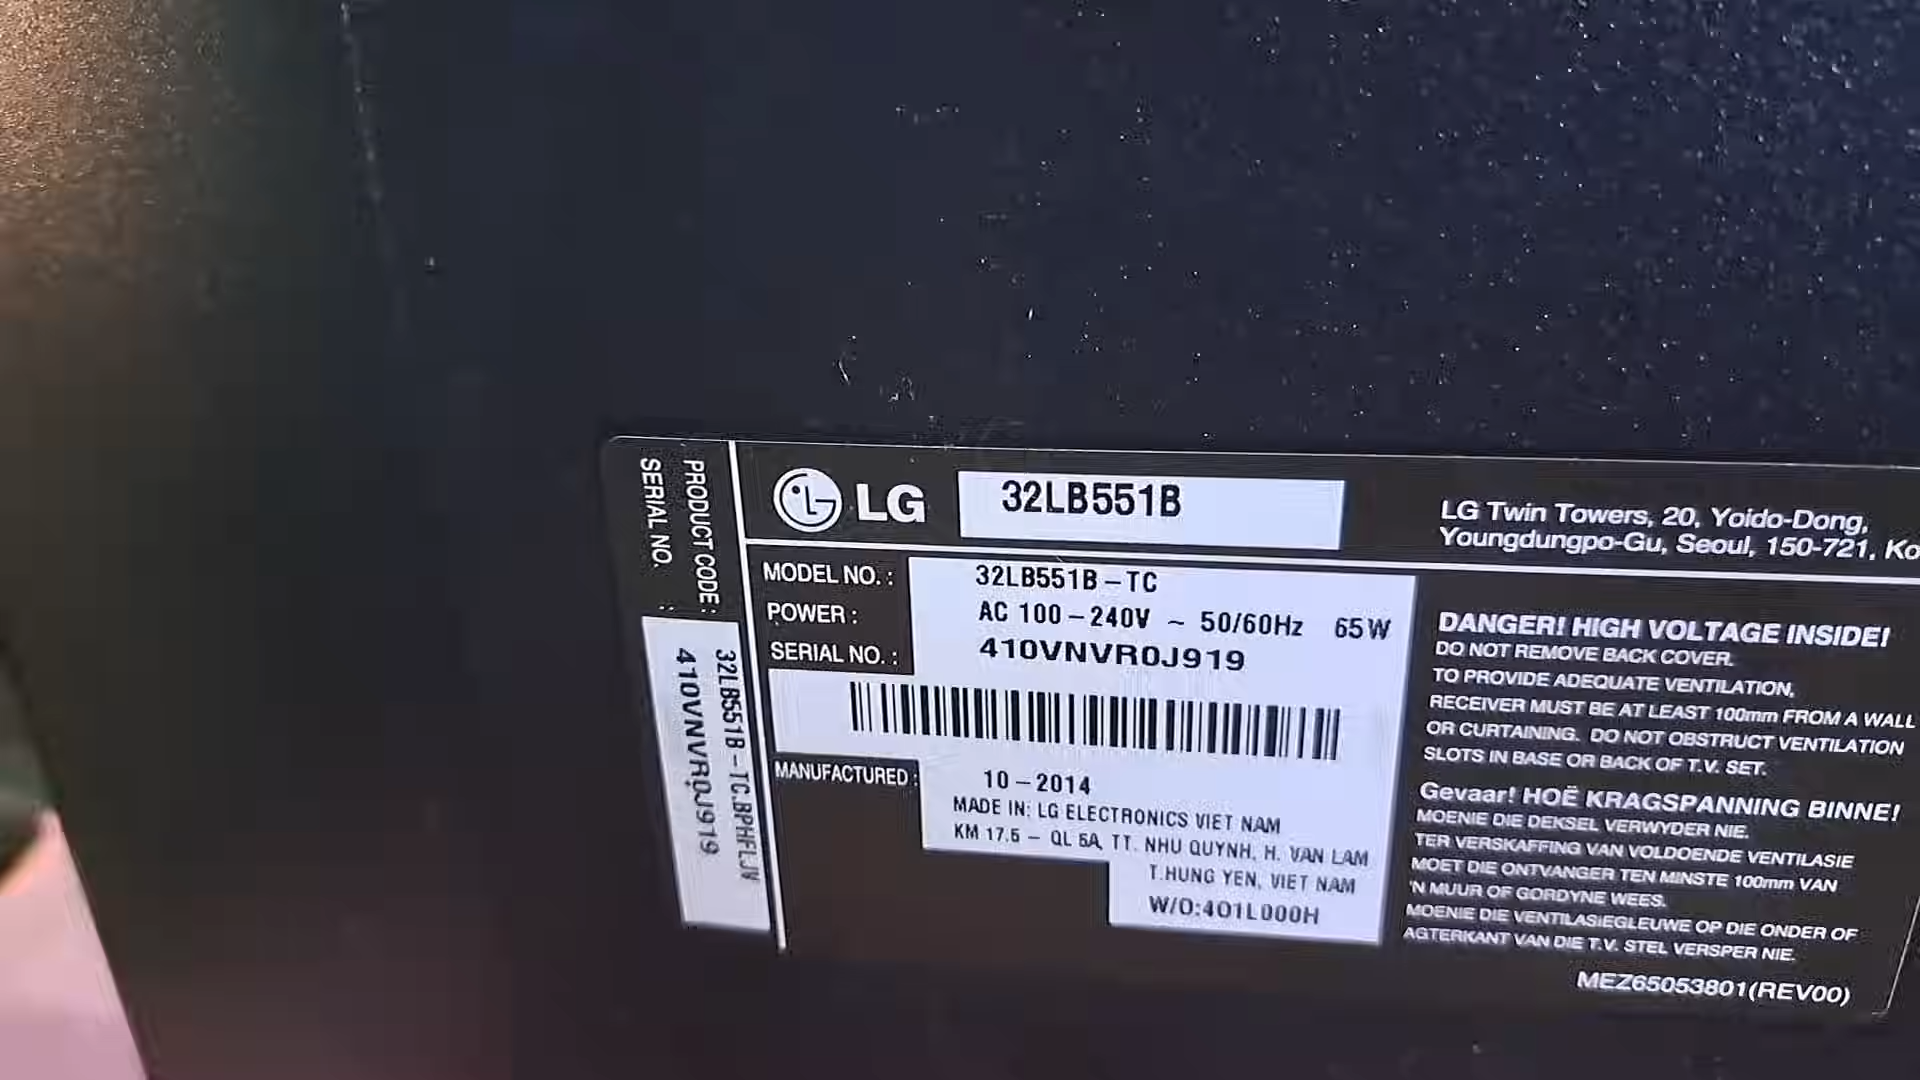 PRODUCT CODE :
SERIAL NO. :
32LB551B-TC.BPHFLJV
410VNVR0J919
LG
32LB551B
LG Twin Towers, 20, Yoido-Dong,
Youngdungpo-Gu, Seoul, 150-721, Ko
MODEL NO. : 32LB551B-TC
POWER : AC 100-240V ~ 50/60Hz 65W
SERIAL NO. : 410VNVR0J919
MANUFACTURED : 10-2014
MADE IN: LG ELECTRONICS VIET NAM
KM 17.5 - QL 5A, TT. NHU QUYNH, H. VAN LAM
T.HUNG YEN, VIET NAM
W/O:401L000H
DANGER! HIGH VOLTAGE INSIDE!
DO NOT REMOVE BACK COVER.
TO PROVIDE ADEQUATE VENTILATION,
RECEIVER MUST BE AT LEAST 100mm FROM A WALL
OR CURTAINING. DO NOT OBSTRUCT VENTILATION
SLOTS IN BASE OR BACK OF T.V. SET.
Gevaar! HOË KRAGSPANNING BINNE!
MOENIE DIE DEKSEL VERWYDER NIE.
TER VERSKAFFING VAN VOLDOENDE VENTILASIE
MOET DIE ONTVANGER TEN MINSTE 100mm VAN
'N MUUR OF GORDYNE WEES.
MOENIE DIE VENTILASIEGLEUWE OP DIE ONDER OF
AGTERKANT VAN DIE T.V. STEL VERSPER NIE.
MEZ65053801(REV00)